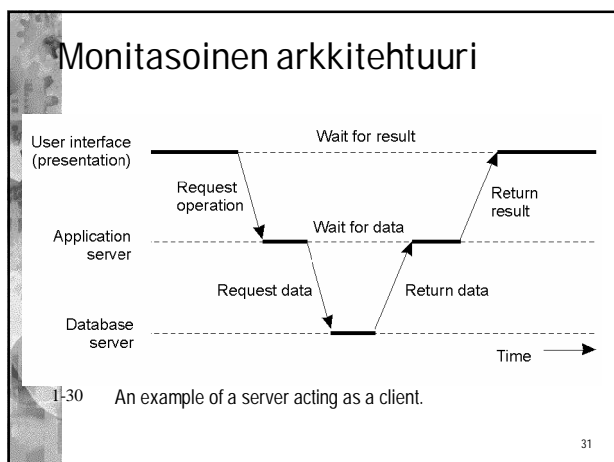 Monitasoinen arkkitehtuuri
Wait for result
User interface
(presentation)
Request
operation
Return
result
Wait for data
Application
server
Request data
Return data
Database
server
Time
1-30 An example of a server acting as a client.
31